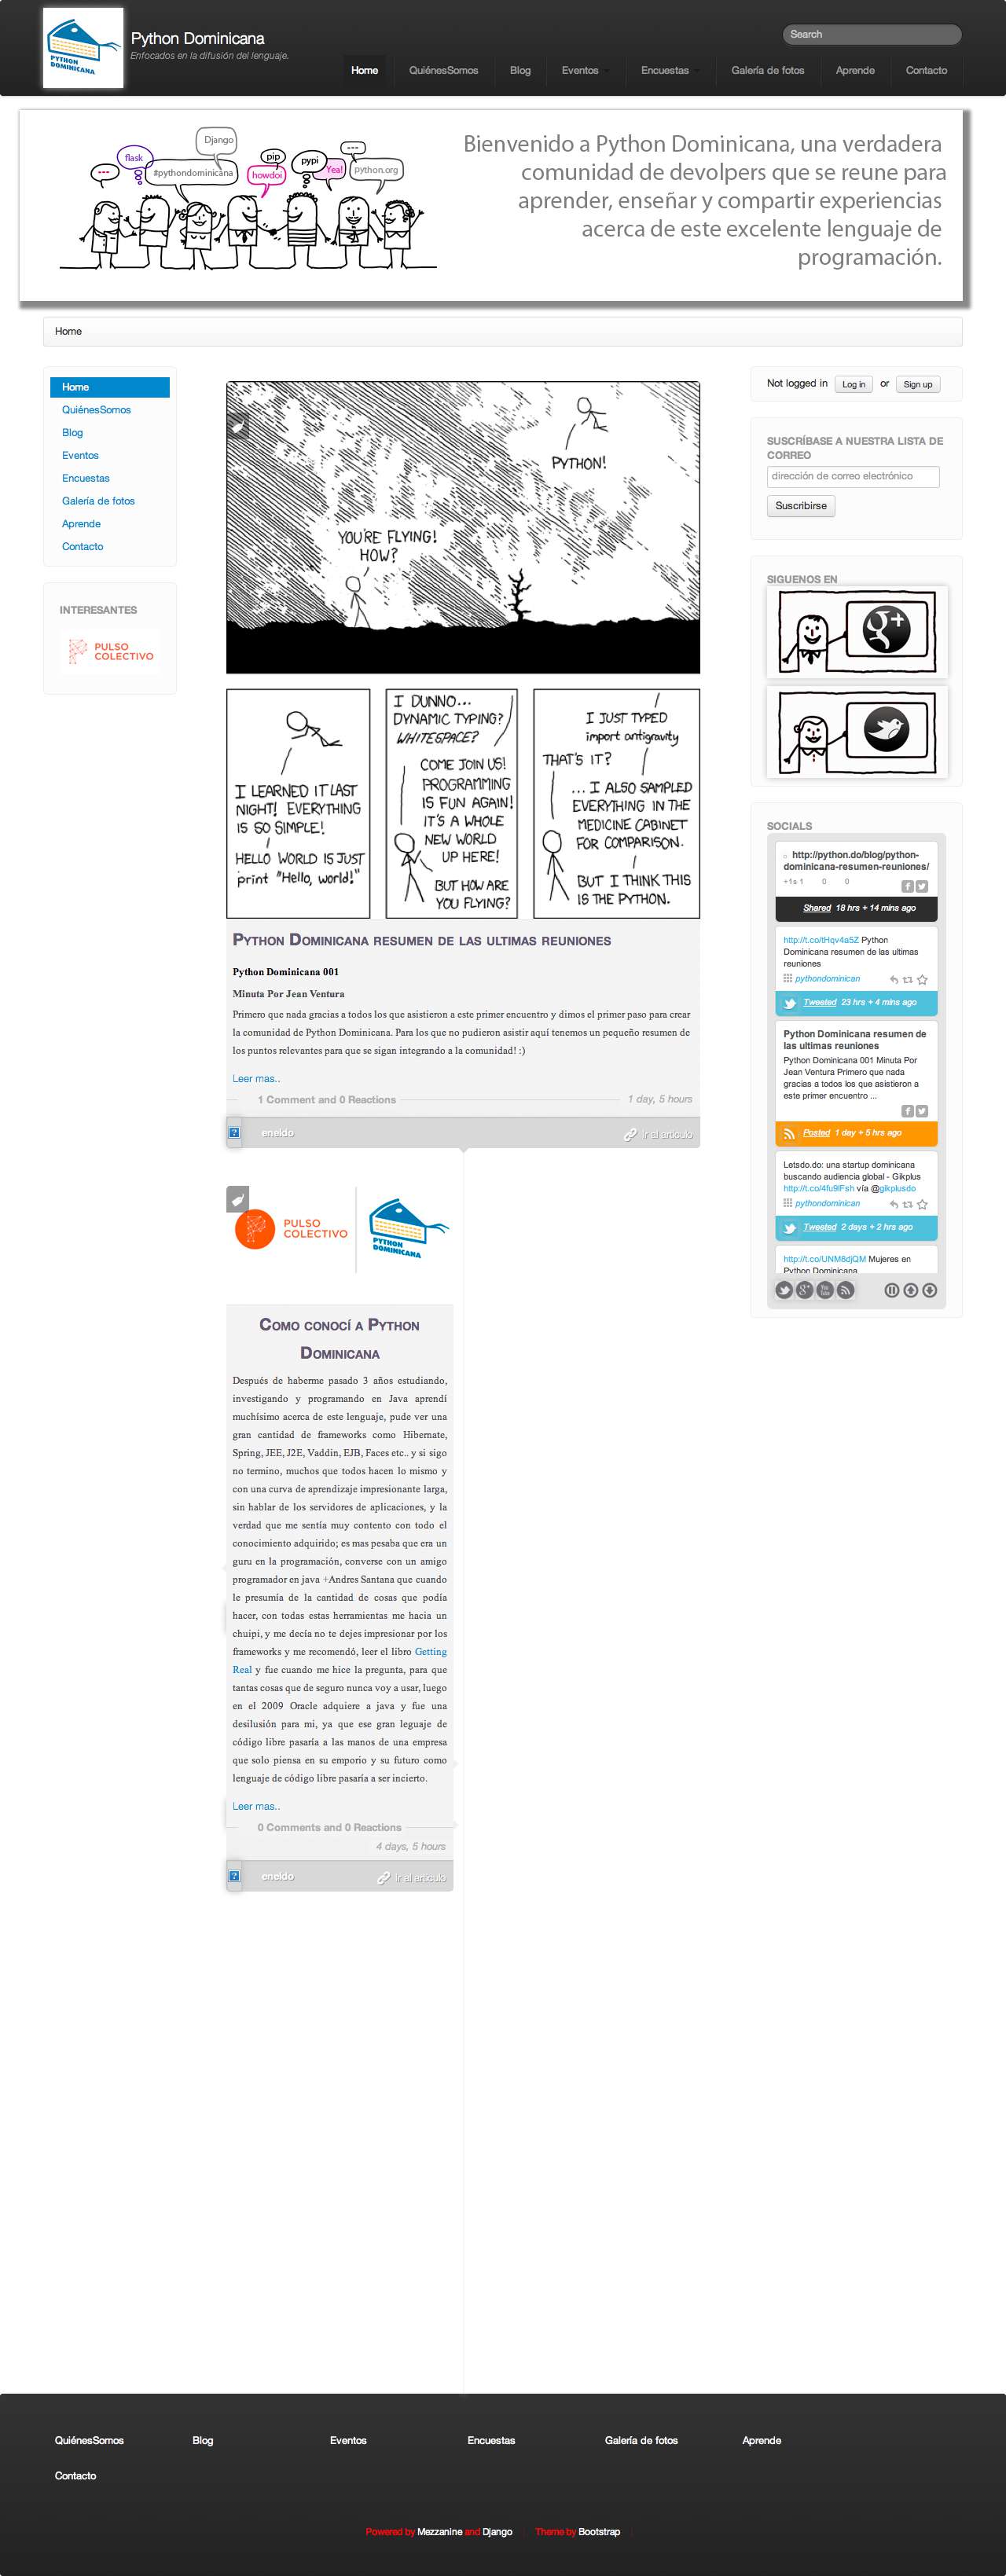 PYTHON
DOMINICANA
Python Dominicana
Enfocados en la difusión del lenguaje.
Search
Home
QuiénesSomos
Blog
Eventos
Encuestas
Galería de fotos
Aprende
Contacto
Django
flask
#pythondominicana
pip
howdoi
pypi
Yea!
python.org
Bienvenido a Python Dominicana, una verdadera
comunidad de devolpers que se reune para
aprender, enseñar y compartir experiencias
acerca de este excelente lenguaje de
programación.
Home
Home
QuiénesSomos
Blog
Eventos
Encuestas
Galería de fotos
Aprende
Contacto
INTERESANTES
PULSO
COLECTIVO
PYTHON!
YOU'RE FLYING!
HOW?
I LEARNED IT LAST
NIGHT! EVERYTHING
IS SO SIMPLE!
HELLO WORLD IS JUST
print "Hello, world!"
I DUNNO...
DYNAMIC TYPING?
WHITESPACE?
COME JOIN US!
PROGRAMMING
IS FUN AGAIN!
IT'S A WHOLE
NEW WORLD
UP HERE!
BUT HOW ARE
YOU FLYING?
I JUST TYPED
import antigravity
THAT'S IT?
... I ALSO SAMPLED
EVERYTHING IN THE
MEDICINE CABINET
FOR COMPARISON.
BUT I THINK THIS
IS THE PYTHON.
Python Dominicana resumen de las ultimas reuniones
Python Dominicana 001
Minuta Por Jean Ventura
Primero que nada gracias a todos los que asistieron a este primer encuentro y dimos el primer paso para crear
la comunidad de Python Dominicana. Para los que no pudieron asistir aquí tenemos un pequeño resumen de
los puntos relevantes para que se sigan integrando a la comunidad! :)
Leer mas..
1 Comment and 0 Reactions
1 day, 5 hours
eneldo
Ir al artículo
PULSO
COLECTIVO
PYTHON
DOMINICANA
Como conocí a Python
Dominicana
Después de haberme pasado 3 años estudiando,
investigando y programando en Java aprendí
muchísimo acerca de este lenguaje, pude ver una
gran cantidad de frameworks como Hibernate,
Spring, JEE, J2E, Vaddin, EJB, Faces etc.. y si sigo
no termino, muchos que todos hacen lo mismo y
con una curva de aprendizaje impresionante larga,
sin hablar de los servidores de aplicaciones, y la
verdad que me sentía muy contento con todo el
conocimiento adquirido; es mas pesaba que era un
guru en la programación, converse con un amigo
programador en java +Andres Santana que cuando
le presumía de la cantidad de cosas que podía
hacer, con todas estas herramientas me hacia un
chuipi, y me decía no te dejes impresionar por los
frameworks y me recomendó, leer el libro Getting
Real y fue cuando me hice la pregunta, para que
tantas cosas que de seguro nunca voy a usar, luego
en el 2009 Oracle adquiere a java y fue una
desilusión para mi, ya que ese gran leguaje de
código libre pasaría a las manos de una empresa
que solo piensa en su emporio y su futuro como
lenguaje de código libre pasaría a ser incierto.
Leer mas..
0 Comments and 0 Reactions
4 days, 5 hours
eneldo
Ir al artículo
Not logged in Log in or Sign up
SUSCRÍBASE A NUESTRA LISTA DE
CORREO
dirección de correo electrónico
Suscribirse
SIGUENOS EN
g+
SOCIALS
http://python.do/blog/python-
dominicana-resumen-reuniones/
+1s 1 0 0
Shared 18 hrs + 14 mins ago
http://t.co/tHqv4a5Z Python
Dominicana resumen de las ultimas
reuniones
pythondominican
Tweeted 23 hrs + 4 mins ago
Python Dominicana resumen de
las ultimas reuniones
Python Dominicana 001 Minuta Por
Jean Ventura Primero que nada
gracias a todos los que asistieron a
este primer encuentro ...
Posted 1 day + 5 hrs ago
Letsdo.do: una startup dominicana
buscando audiencia global - Gikplus
http://t.co/4fu9lFsh vía @gikplusdo
pythondominican
Tweeted 2 days + 2 hrs ago
http://t.co/UNM6djQM Mujeres en
Python Dominicana
QuiénesSomos
Blog
Eventos
Encuestas
Galería de fotos
Aprende
Contacto
Powered by Mezzanine and Django | Theme by Bootstrap